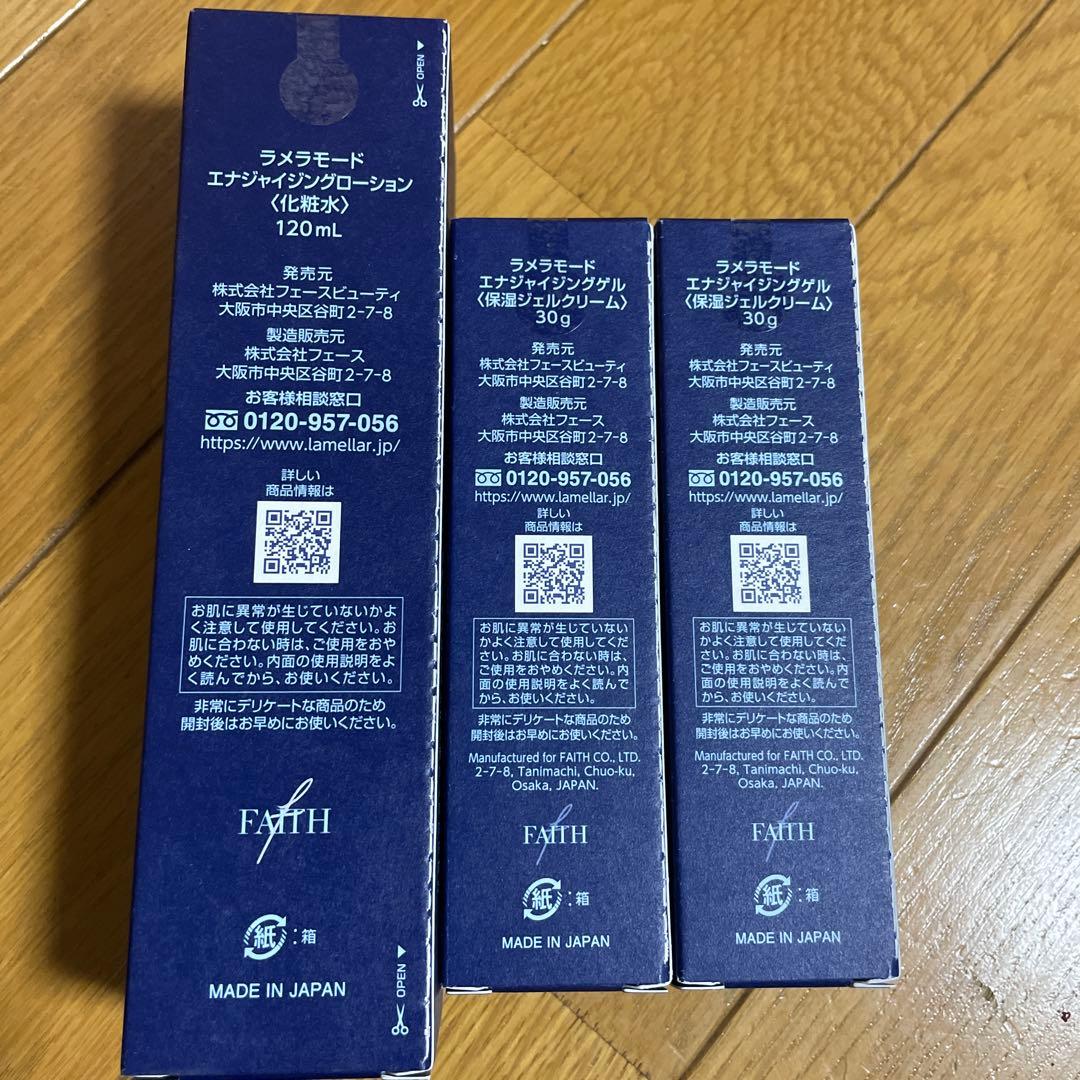 OPEN
ラメラモード
エナジャイジングローション
〈化粧水〉
120mL
発売元
株式会社フェースビューティ
大阪市中央区谷町2-7-8
製造販売元
株式会社フェース
大阪市中央区谷町2-7-8
お客様相談窓口
0120-957-056
https://www.lamellar.jp/
詳しい
商品情報は
お肌に異常が生じていないかよ
く注意して使用してください。お
肌に合わない時は、ご使用をおや
めください。内面の使用説明をよ
く読んでから、お使いください。
非常にデリケートな商品のため
開封後はお早めにお使いください。
FAITH
紙:箱
MADE IN JAPAN
OPEN
ラメラモード
エナジャイジングゲル
〈保湿ジェルクリーム〉
30g
発売元
株式会社フェースビューティ
大阪市中央区谷町2-7-8
製造販売元
株式会社フェース
大阪市中央区谷町2-7-8
お客様相談窓口
0120-957-056
https://www.lamellar.jp/
詳しい
商品情報は
お肌に異常が生じていない
かよく注意して使用してくだ
さい。お肌に合わない時は、
ご使用をおやめください。内
面の使用説明をよく読んで
から、お使いください。
非常にデリケートな商品のため
開封後はお早めにお使いください。
Manufactured for FAITH CO., LTD.
2-7-8, Tanimachi, Chuo-ku,
Osaka, JAPAN.
FAITH
紙:箱
MADE IN JAPAN
ラメラモード
エナジャイジングゲル
〈保湿ジェルクリーム〉
30g
発売元
株式会社フェースビューティ
大阪市中央区谷町2-7-8
製造販売元
株式会社フェース
大阪市中央区谷町2-7-8
お客様相談窓口
0120-957-056
https://www.lamellar.jp/
詳しい
商品情報は
お肌に異常が生じていない
かよく注意して使用してくだ
さい。お肌に合わない時は、
ご使用をおやめください。内
面の使用説明をよく読んで
から、お使いください。
非常にデリケートな商品のため
開封後はお早めにお使いください。
Manufactured for FAITH CO., LTD.
2-7-8, Tanimachi, Chuo-ku,
Osaka, JAPAN.
FAITH
紙:箱
MADE IN JAPAN